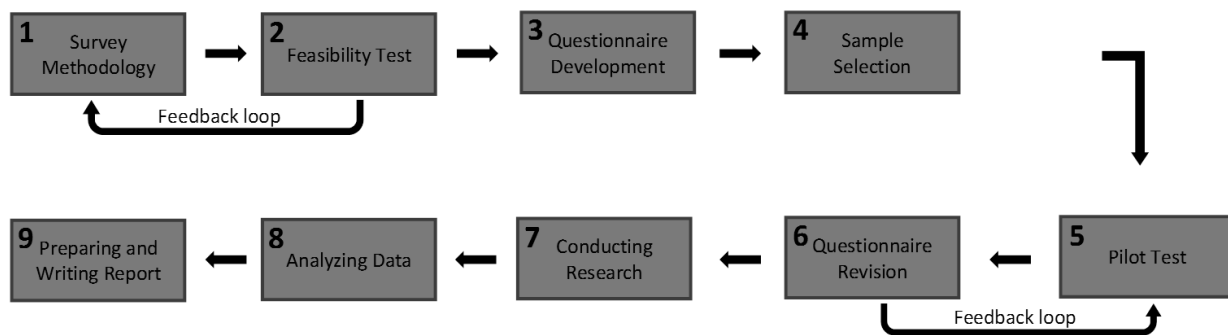 1
Survey
Methodology
2
Feasibility Test
3
Questionnaire
Development
4
Sample
Selection
Feedback loop
9
Preparing and
Writing Report
8
Analyzing Data
7
Conducting
Research
6
Questionnaire
Revision
5
Pilot Test
Feedback loop